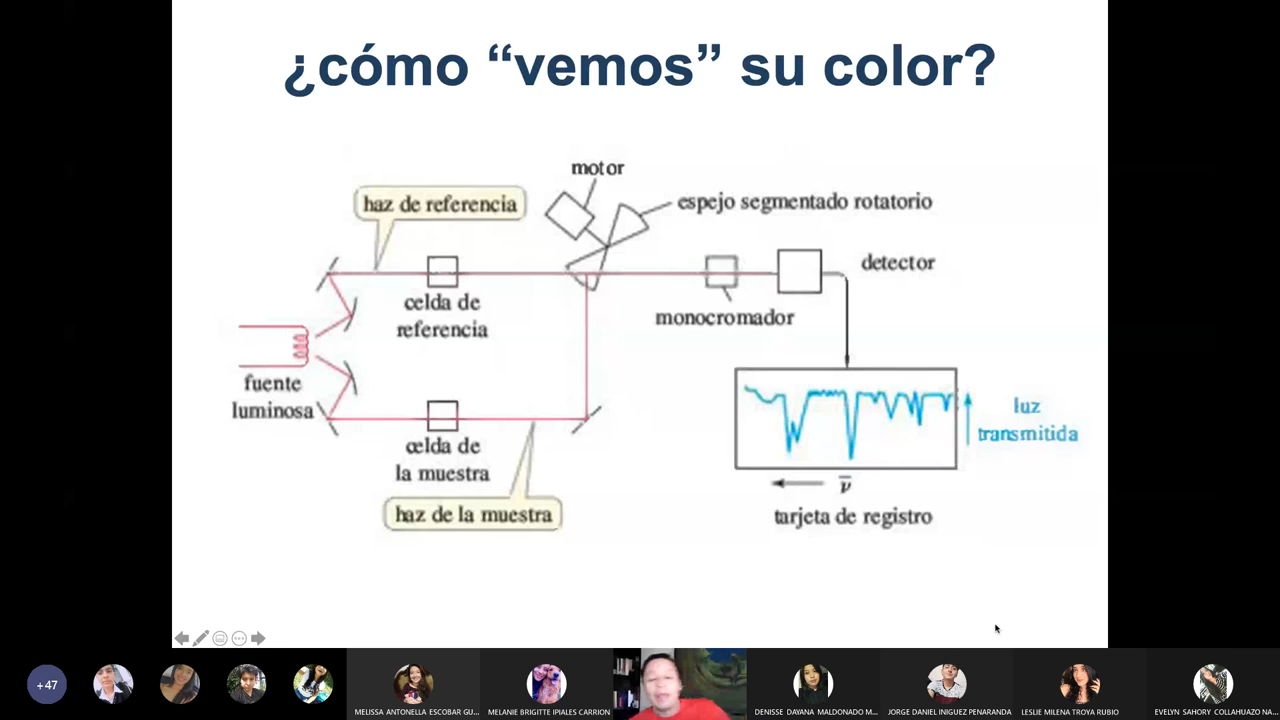 ¿cómo “vemos” su color?
motor
haz de referencia
espejo segmentado rotatorio
detector
celda de
referencia
monocromador
fuente
luminosa
luz
transmitida
celda de
la muestra
ν̅
haz de la muestra
tarjeta de registro
+47
MELISSA ANTONELLA ESCOBAR GU...
MELANIE BRIGITTE IPIALES CARRION
DENISSE DAYANA MALDONADO M...
JORGE DANIEL INIGUEZ PENARANDA
LESLIE MILENA TROYA RUBIO
EVELYN SAHORY COLLAHUAZO NA...